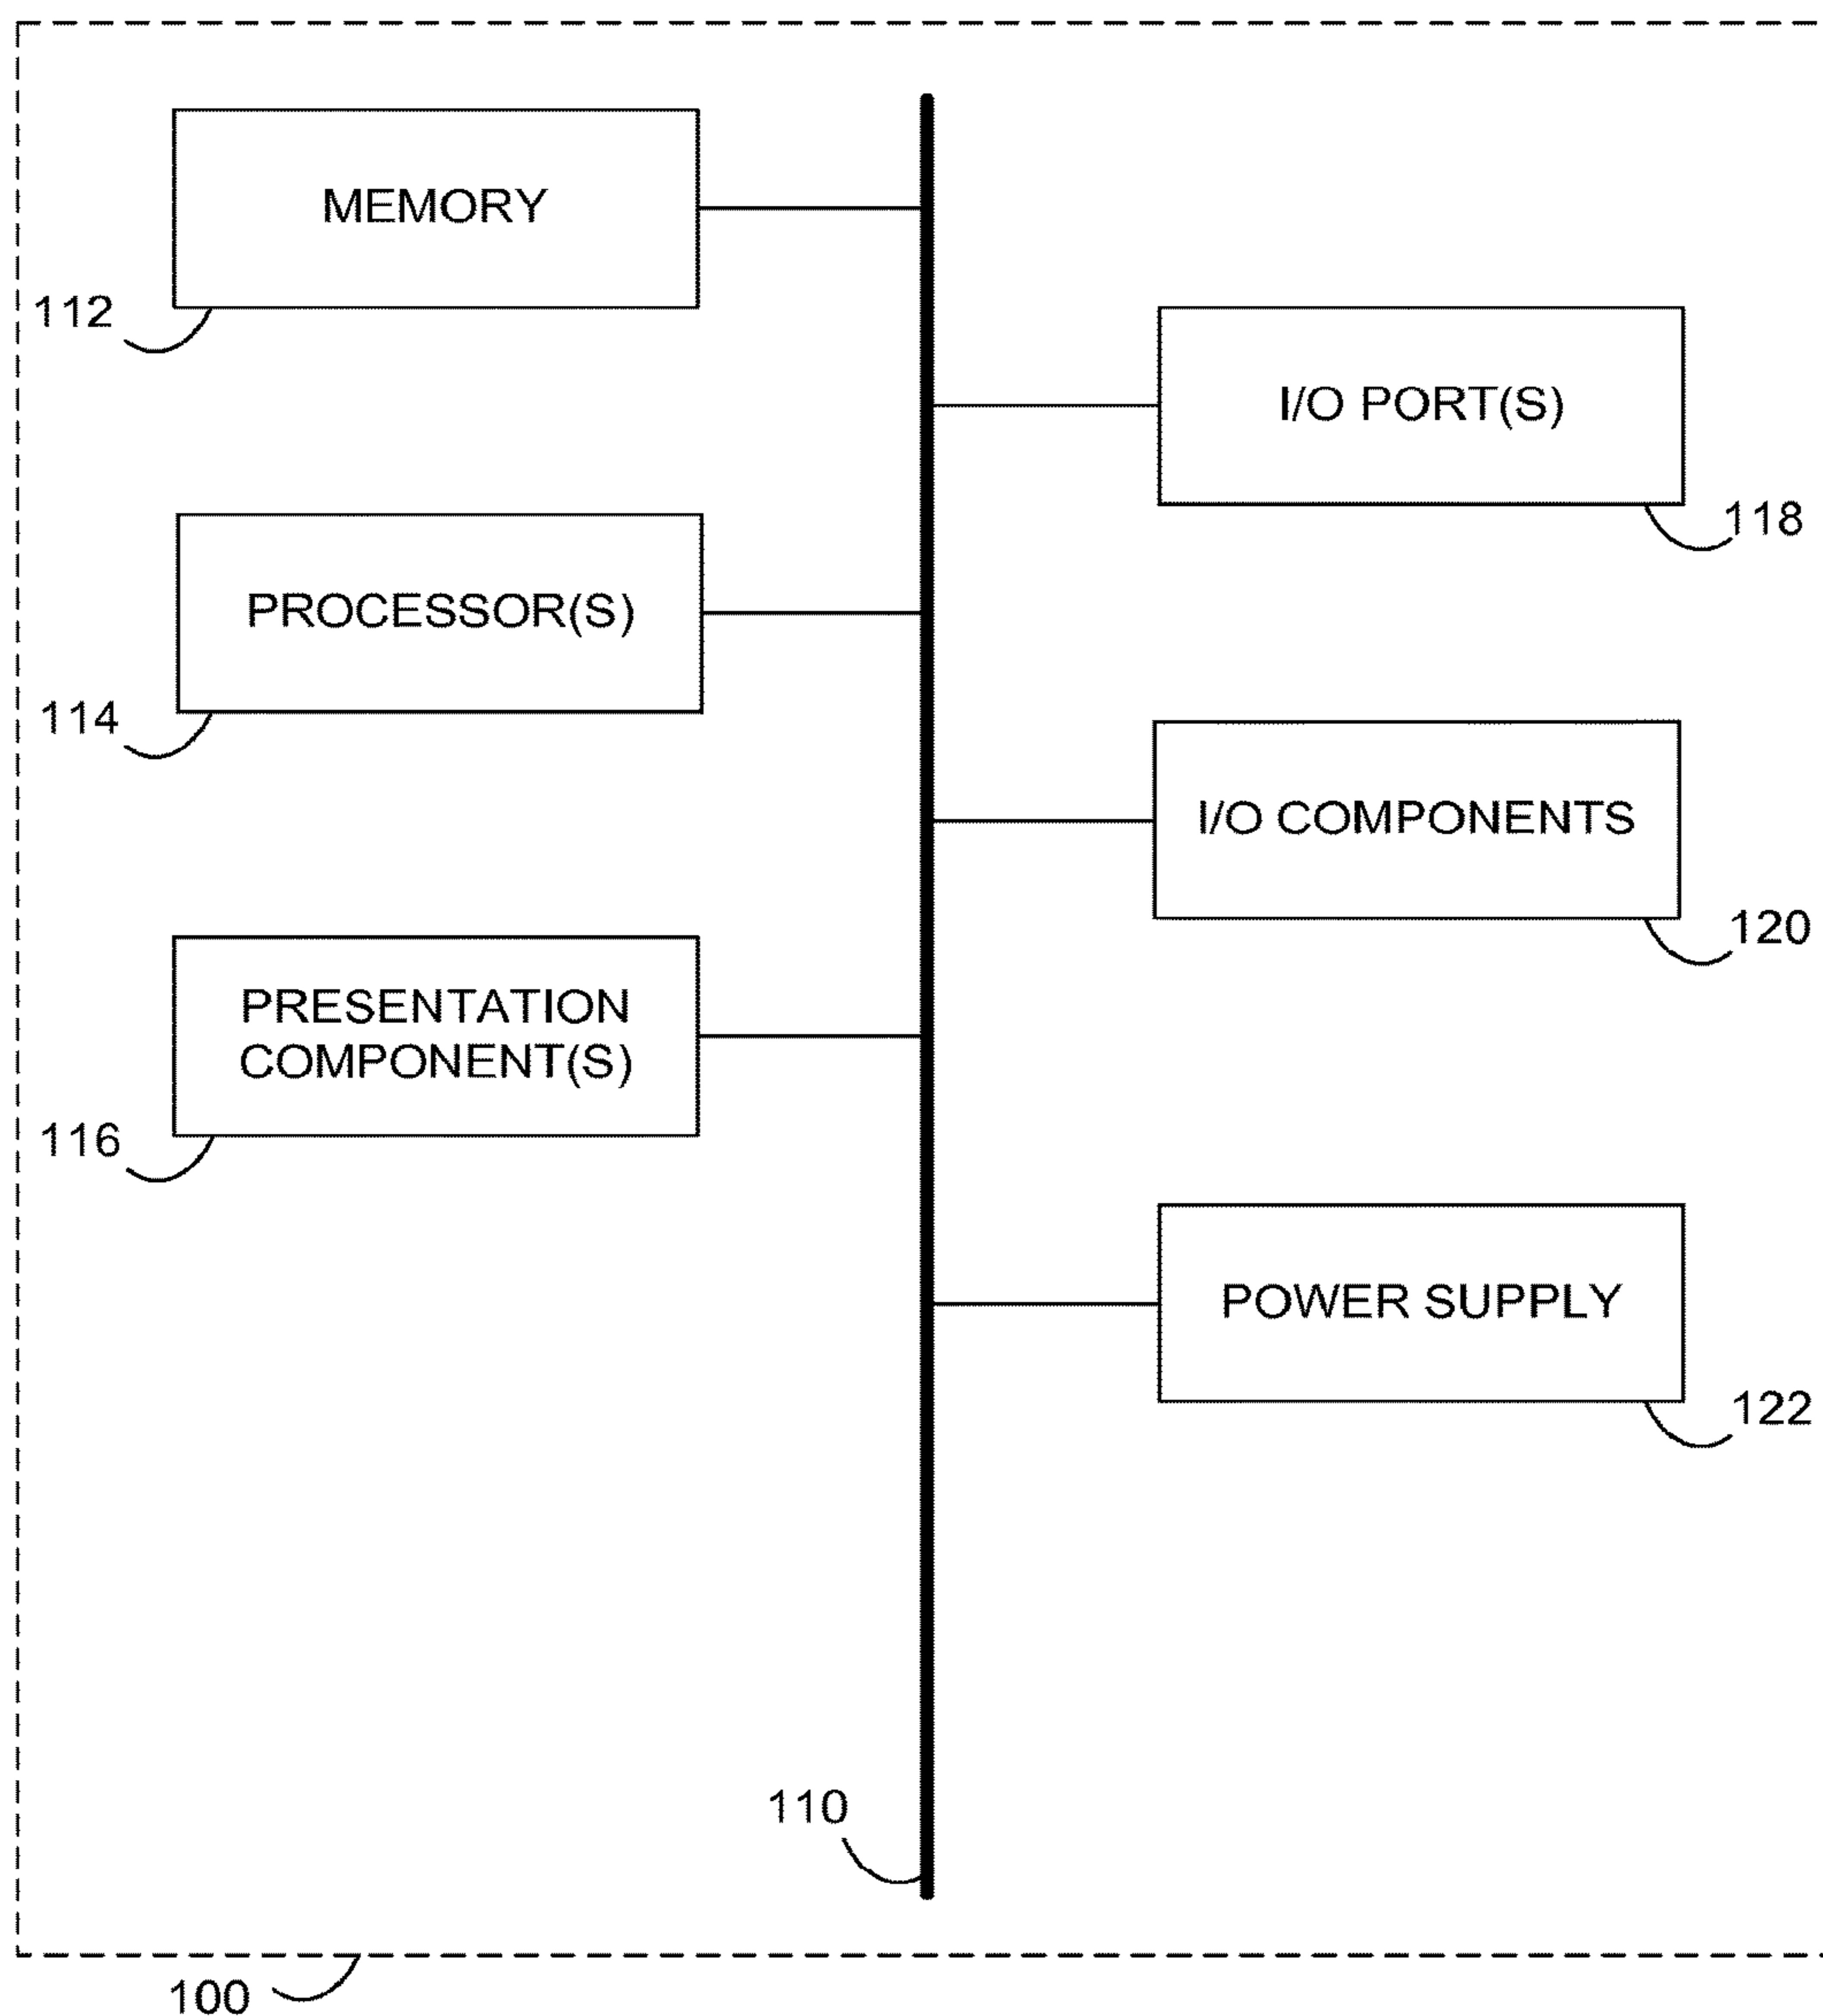 MEMORY
112
I/O PORT(S)
118
PROCESSOR(S)
114
I/O COMPONENTS
120
PRESENTATION
COMPONENT(S)
116
POWER SUPPLY
122
110
100